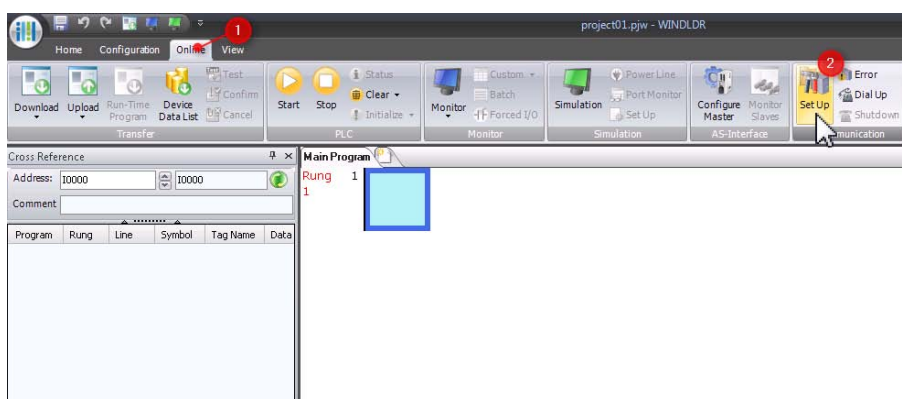 project01.pjw - WINDLDR
1
Home Configuration Online View
2
Download Upload Run-Time Program Device Data List Test Confirm Cancel
Transfer
Start Stop Status Clear Initialize
PLC
Monitor Custom Batch Forced I/O
Monitor
Simulation Power Line Port Monitor Set Up
Simulation
Configure Master Monitor Slaves
AS-Interface
Set Up Error Dial Up Shutdown
Cross Reference
Address: I0000 I0000
Comment
Program Rung Line Symbol Tag Name Data
Main Program
Rung 1
1